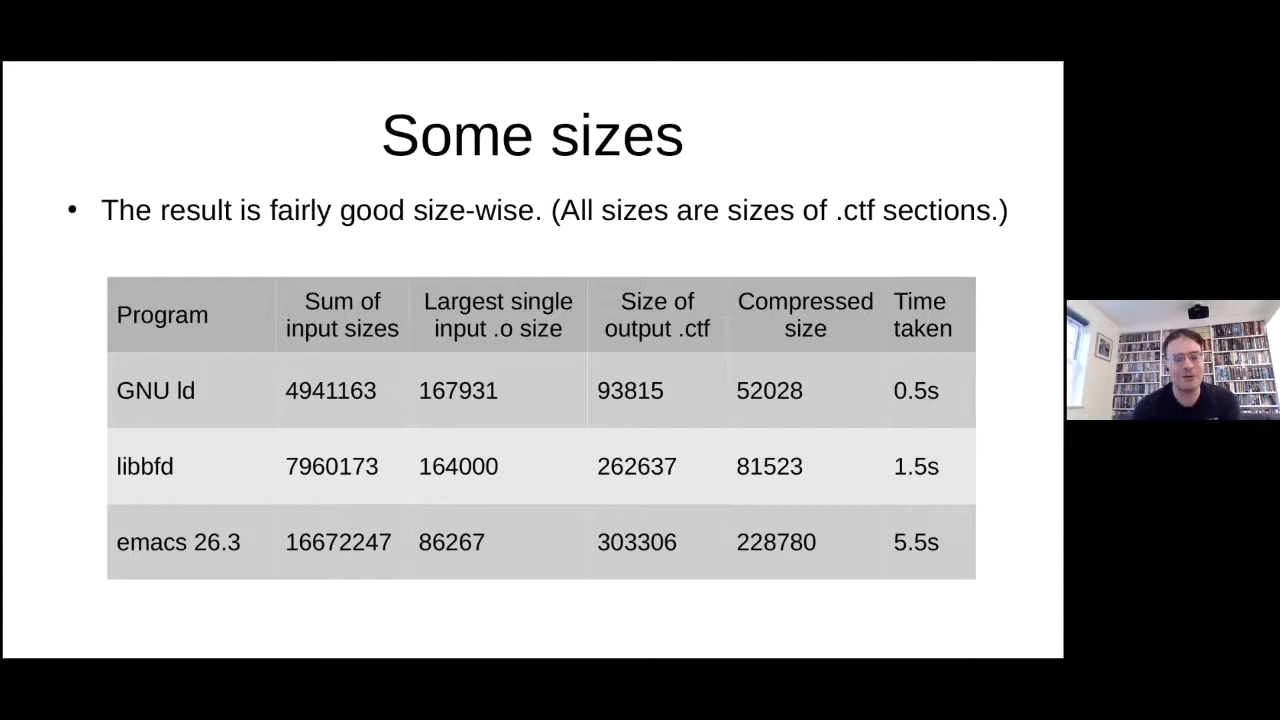 Some sizes
• The result is fairly good size-wise. (All sizes are sizes of .ctf sections.)
Program Sum of input sizes Largest single input .o size Size of output .ctf Compressed size Time taken
GNU ld 4941163 167931 93815 52028 0.5s
libbfd 7960173 164000 262637 81523 1.5s
emacs 26.3 16672247 86267 303306 228780 5.5s